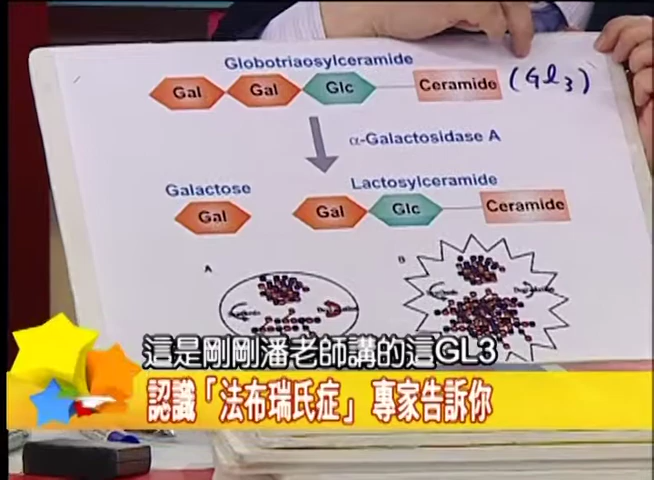 Globotriaosylceramide
Gal Gal Glc Ceramide (GL3)
α-Galactosidase A
Galactose Lactosylceramide
Gal Gal Glc Ceramide
A B
這是剛剛潘老師講的這GL3
認識「法布瑞氏症」 專家告訴你